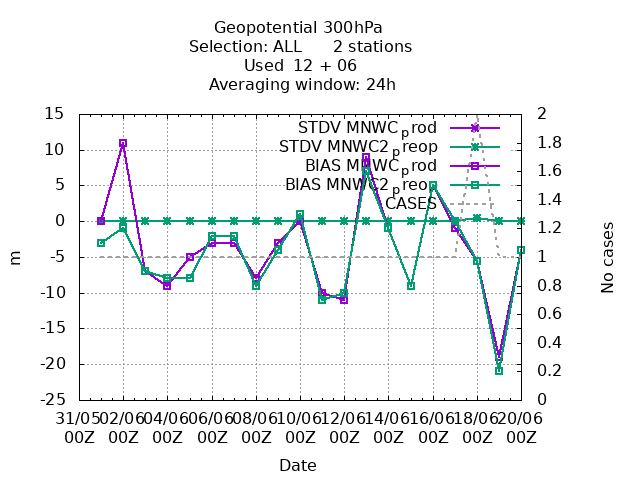 Geopotential 300hPa
Selection: ALL 2 stations
Used 12 + 06
Averaging window: 24h
STDV MNWC_prod
STDV MNWC2_preop
BIAS MNWC_prod
BIAS MNWC2_preop
CASES
15
10
5
0
-5
-10
-15
-20
-25
m
2
1.8
1.6
1.4
1.2
1
0.8
0.6
0.4
0.2
0
No cases
31/05 02/06 04/06 06/06 08/06 10/06 12/06 14/06 16/06 18/06 20/06
00Z 00Z 00Z 00Z 00Z 00Z 00Z 00Z 00Z 00Z 00Z
Date